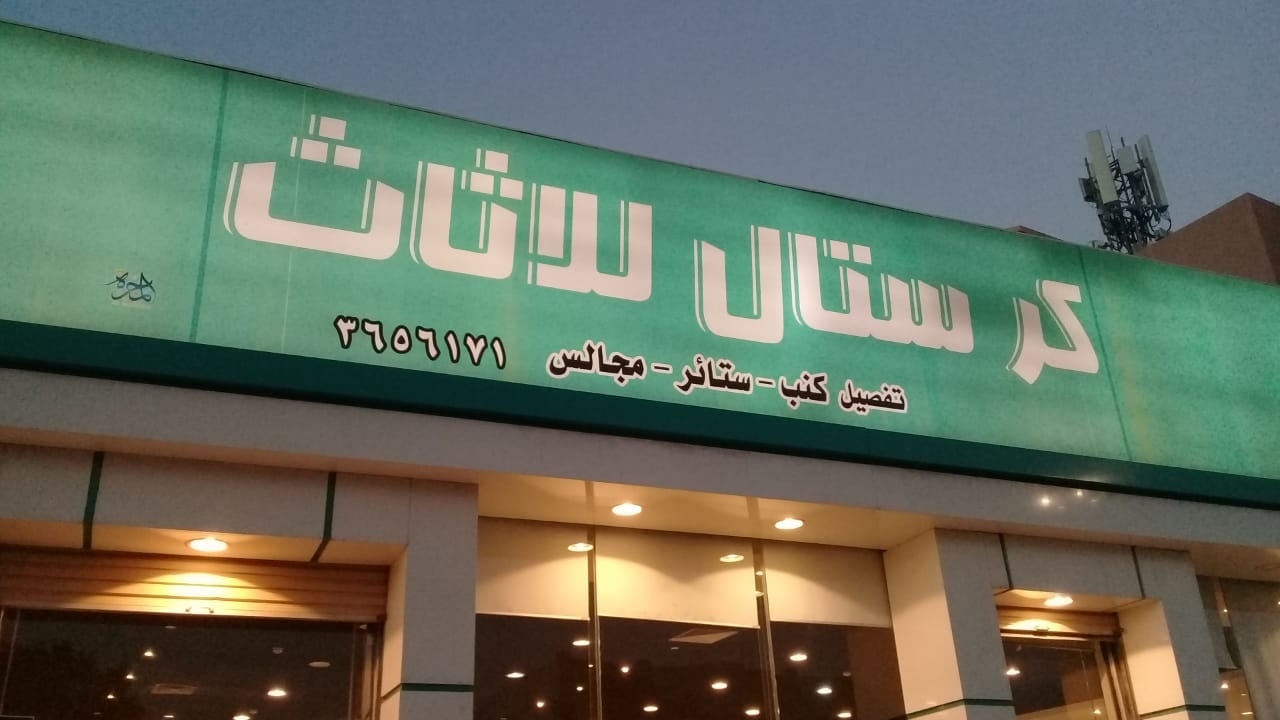 كرستال للاثاث
تفصيل كنب - ستائر - مجالس ٣٦٥٦١٧١